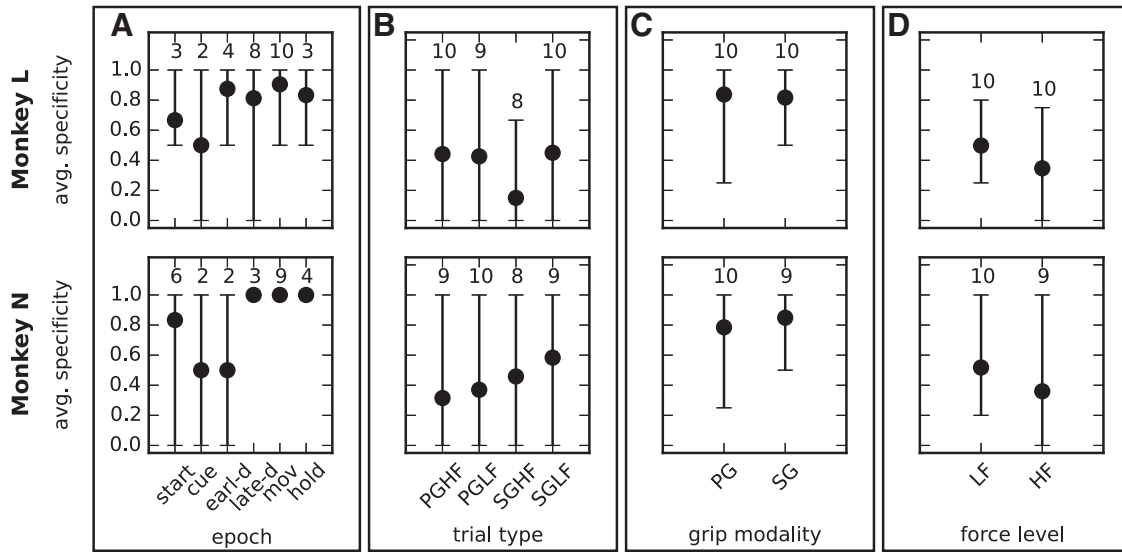 A
B
C
D
Monkey L
avg. specificity
3 2 4 8 10 3
1.0
0.8
0.6
0.4
0.2
0.0
10 9 8 10
10 10
10 10
Monkey N
avg. specificity
6 2 2 3 9 4
1.0
0.8
0.6
0.4
0.2
0.0
9 10 8 9
10 9
10 9
start cue earl-d late-d mov hold
epoch
PGHF PGLF SGHF SGLF
trial type
PG SG
grip modality
LF HF
force level